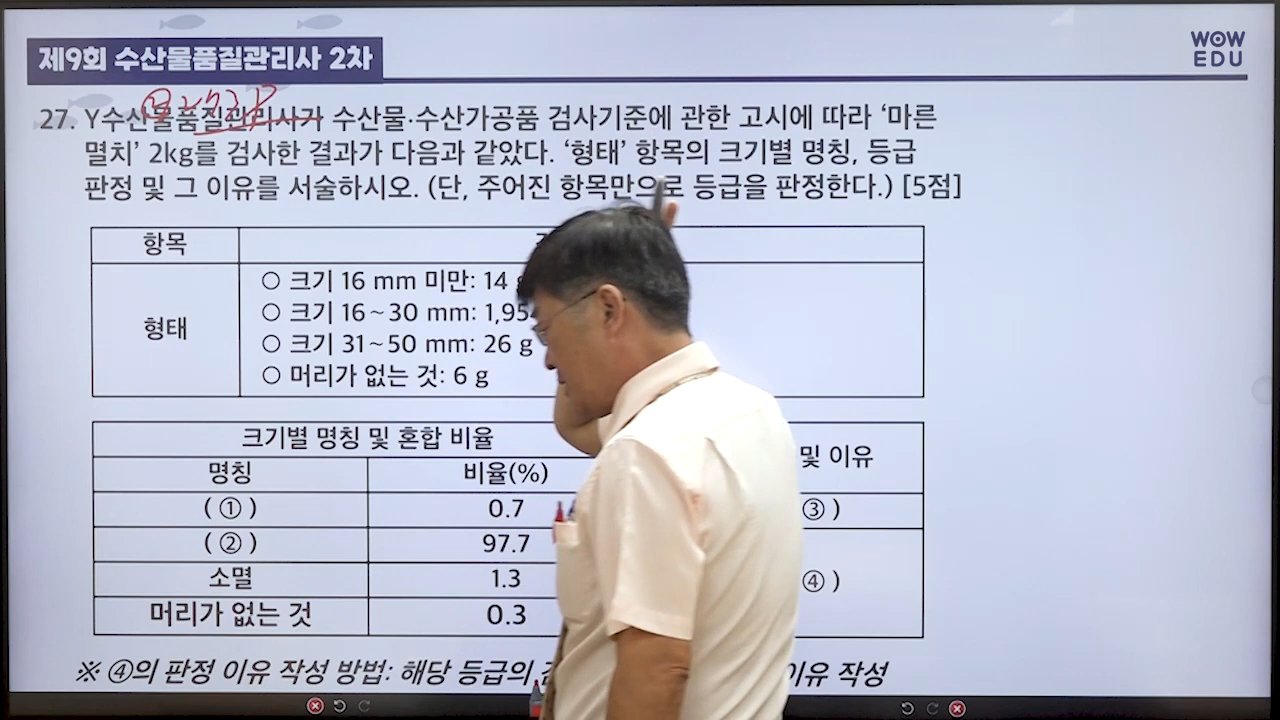 제9회 수산물품질관리사 2차
WOW
EDU
27. Y수산물품질관리사가 수산물·수산가공품 검사기준에 관한 고시에 따라 ‘마른
멸치’ 2kg를 검사한 결과가 다음과 같았다. ‘형태’ 항목의 크기별 명칭, 등급
판정 및 그 이유를 서술하시오. (단, 주어진 항목만으로 등급을 판정한다.) [5점]
항목
형태
○ 크기 16 mm 미만: 14
○ 크기 16~30 mm: 1,95
○ 크기 31~50 mm: 26 g
○ 머리가 없는 것: 6 g
크기별 명칭 및 혼합 비율
및 이유
명칭 비율(%)
( ① ) 0.7 ③ )
( ② ) 97.7
소멸 1.3 ④ )
머리가 없는 것 0.3
※ ④의 판정 이유 작성 방법: 해당 등급의 이유 작성